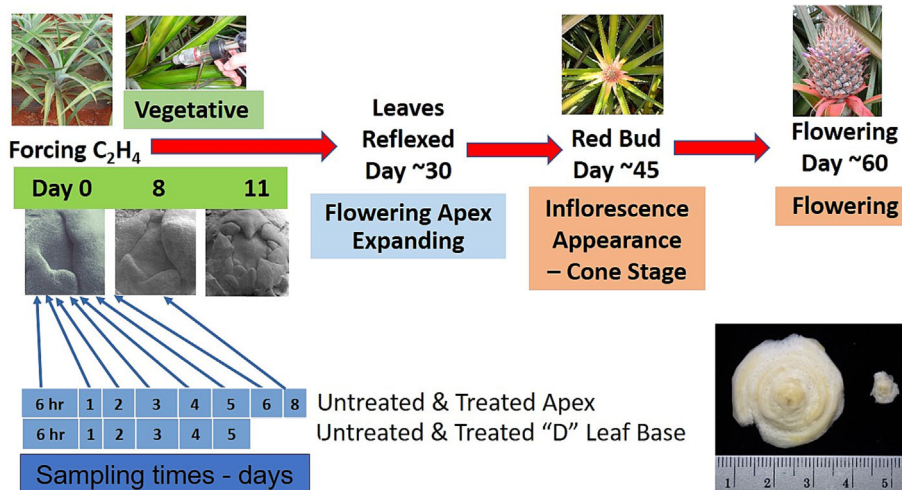 Vegetative
Forcing C₂H₄
Leaves
Reflexed
Day ~30
Red Bud
Day ~45
Flowering
Day ~60
Day 0 8 11
Flowering Apex
Expanding
Inflorescence
Appearance
– Cone Stage
Flowering
6 hr 1 2 3 4 5 6 8 Untreated & Treated Apex
6 hr 1 2 3 4 5 Untreated & Treated “D” Leaf Base
Sampling times - days
1 2 3 4 5